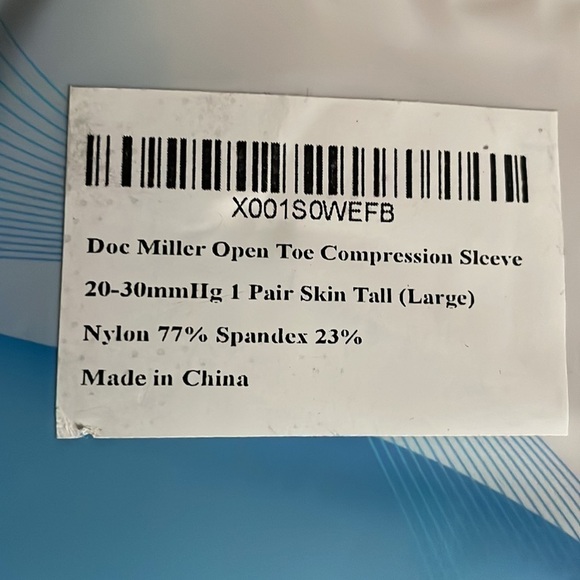 X001S0WEFB
Doc Miller Open Toe Compression Sleeve
20-30mmHg 1 Pair Skin Tall (Large)
Nylon 77% Spandex 23%
Made in China